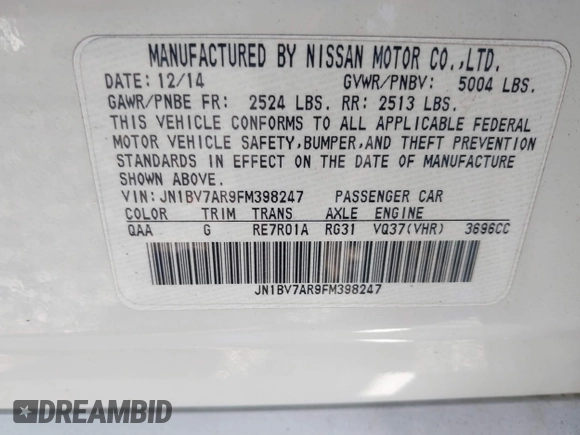 MANUFACTURED BY NISSAN MOTOR CO.,LTD.
DATE: 12/14 GVWR/PNBV: 5004 LBS.
GAWR/PNBE FR: 2524 LBS. RR: 2513 LBS.
THIS VEHICLE CONFORMS TO ALL APPLICABLE FEDERAL
MOTOR VEHICLE SAFETY,BUMPER,AND THEFT PREVENTION
STANDARDS IN EFFECT ON THE DATE OF MANUFACTURE
SHOWN ABOVE.
VIN: JN1BV7AR9FM398247 PASSENGER CAR
COLOR TRIM TRANS AXLE ENGINE
QAA G RE7R01A RG31 VQ37(VHR) 3696CC
JN1BV7AR9FM398247
DREAMBID